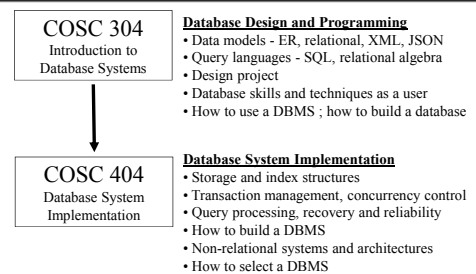 COSC 304
Introduction to
Database Systems
Database Design and Programming
• Data models - ER, relational, XML, JSON
• Query languages - SQL, relational algebra
• Design project
• Database skills and techniques as a user
• How to use a DBMS ; how to build a database
COSC 404
Database System
Implementation
Database System Implementation
• Storage and index structures
• Transaction management, concurrency control
• Query processing, recovery and reliability
• How to build a DBMS
• Non-relational systems and architectures
• How to select a DBMS